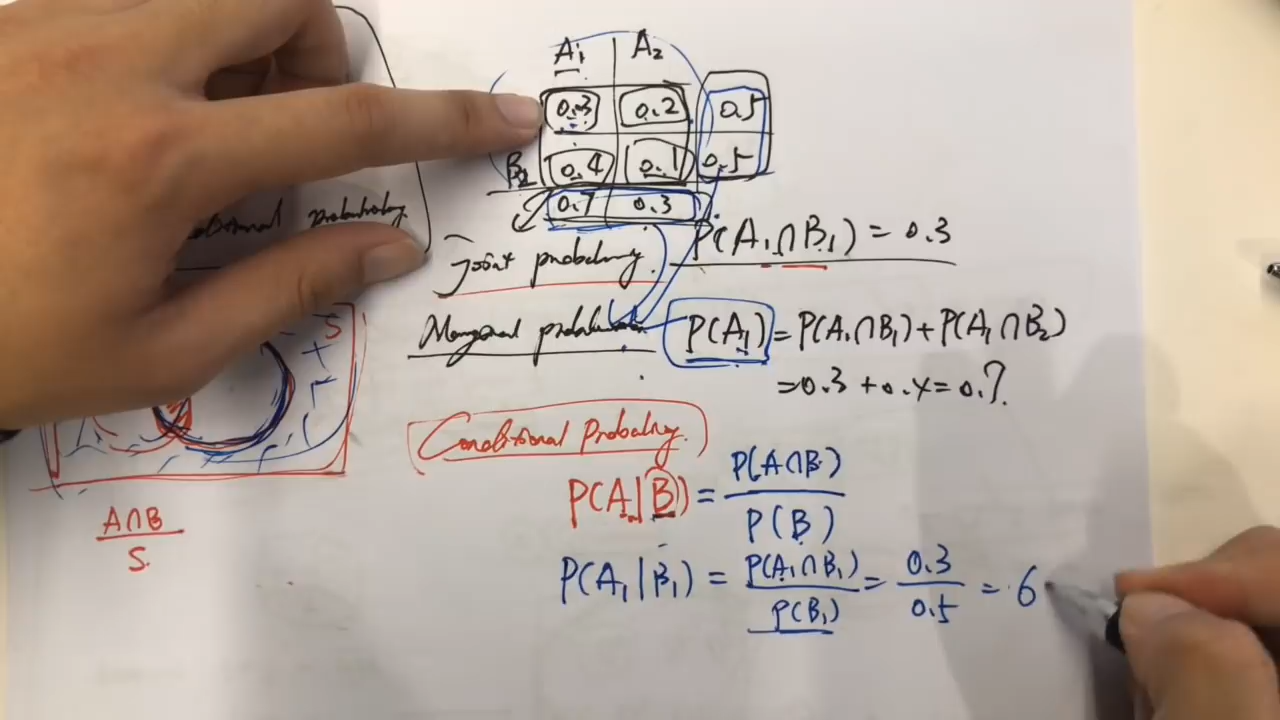 A₁ A₂
0.3 0.2 0.5
B₂ 0.4 0.1 0.5
0.7 0.3
Joint probability. P(A₁∩B₁) = 0.3
P(A₁) = P(A₁∩B₁) + P(A₁∩B₂)
= 0.3 + 0.4 = 0.7
Conditional Probability.
P(A|B) = P(A∩B) / P(B)
P(A₁|B₁) = P(A₁∩B₁) / P(B₁) = 0.3 / 0.5 = .6
S
A∩B
S.